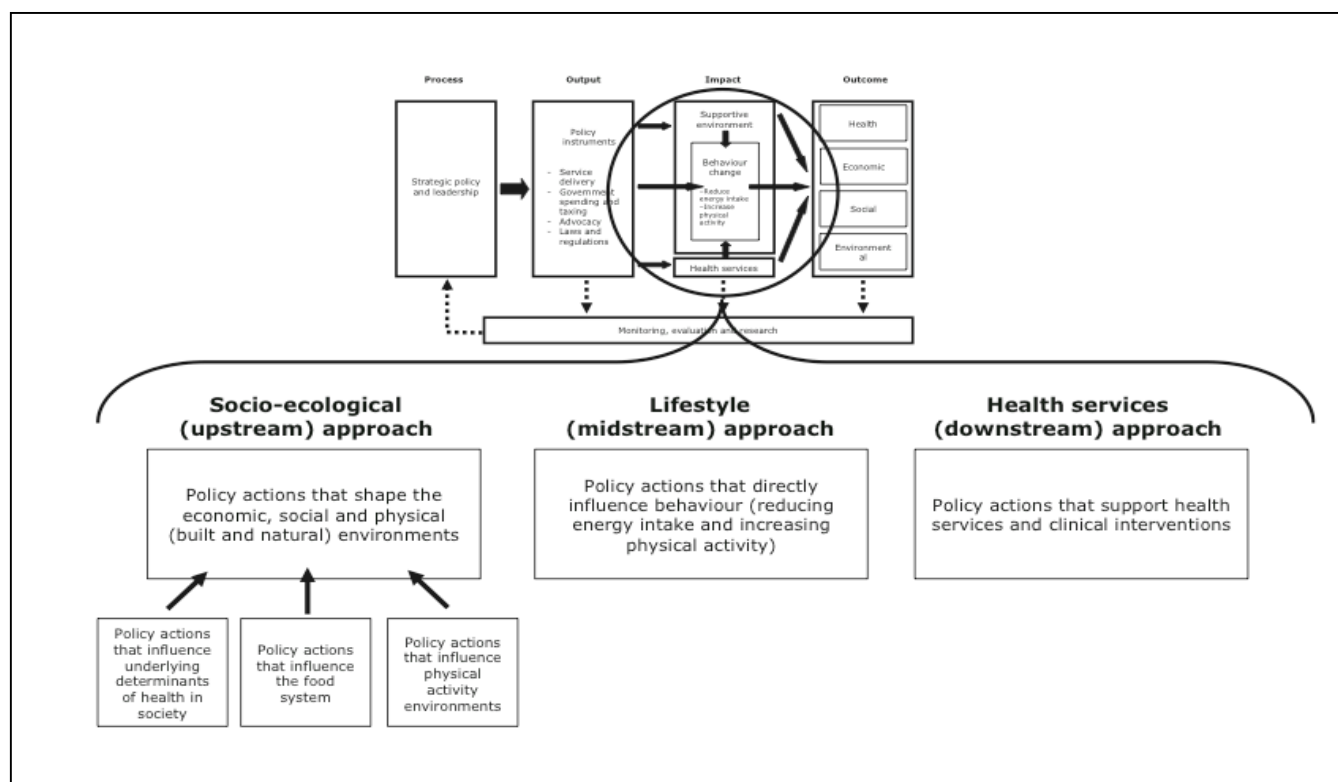 Process
Output
Impact
Outcome
Strategic policy
and leadership
Policy
instruments
- Service
delivery
- Government
spending and
taxing
- Advocacy
- Laws and
regulations
Supportive
environment
Behaviour
change
-Reduce
energy intake
-Increase
physical
activity
Health services
Health
Economic
Social
Environment
al
Monitoring, evaluation and research
Socio-ecological
(upstream) approach
Policy actions that shape the
economic, social and physical
(built and natural) environments
Policy actions
that influence
underlying
determinants
of health in
society
Policy actions
that influence
the food
system
Policy actions
that influence
physical
activity
environments
Lifestyle
(midstream) approach
Policy actions that directly
influence behaviour (reducing
energy intake and increasing
physical activity)
Health services
(downstream) approach
Policy actions that support health
services and clinical interventions